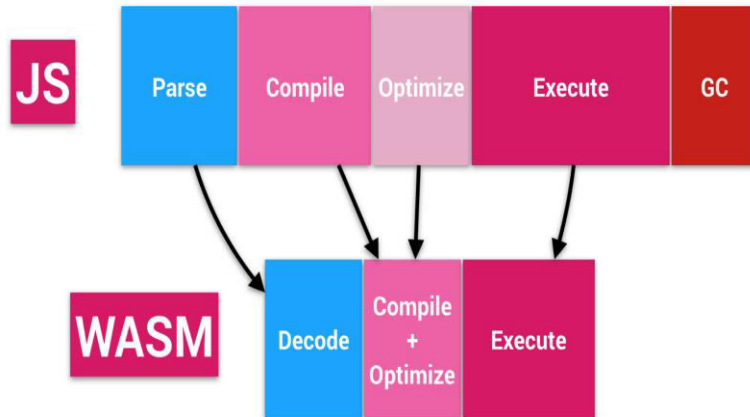 JS
Parse
Compile
Optimize
Execute
GC
WASM
Decode
Compile
+
Optimize
Execute